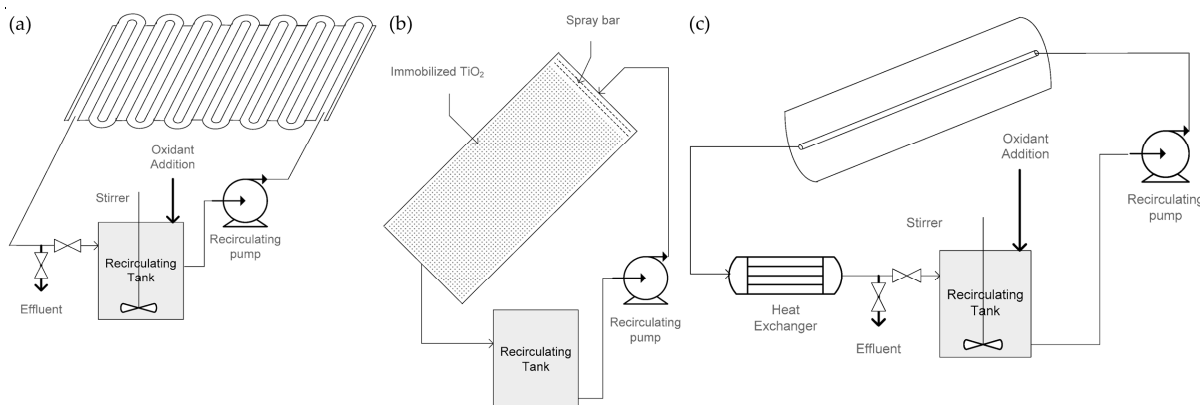 (a)
Oxidant
Addition
Stirrer
Recirculating
Tank
Recirculating
pump
Effluent
(b)
Spray bar
Immobilized TiO₂
Recirculating
pump
Recirculating
Tank
(c)
Oxidant
Addition
Recirculating
pump
Stirrer
Recirculating
Tank
Heat
Exchanger
Effluent